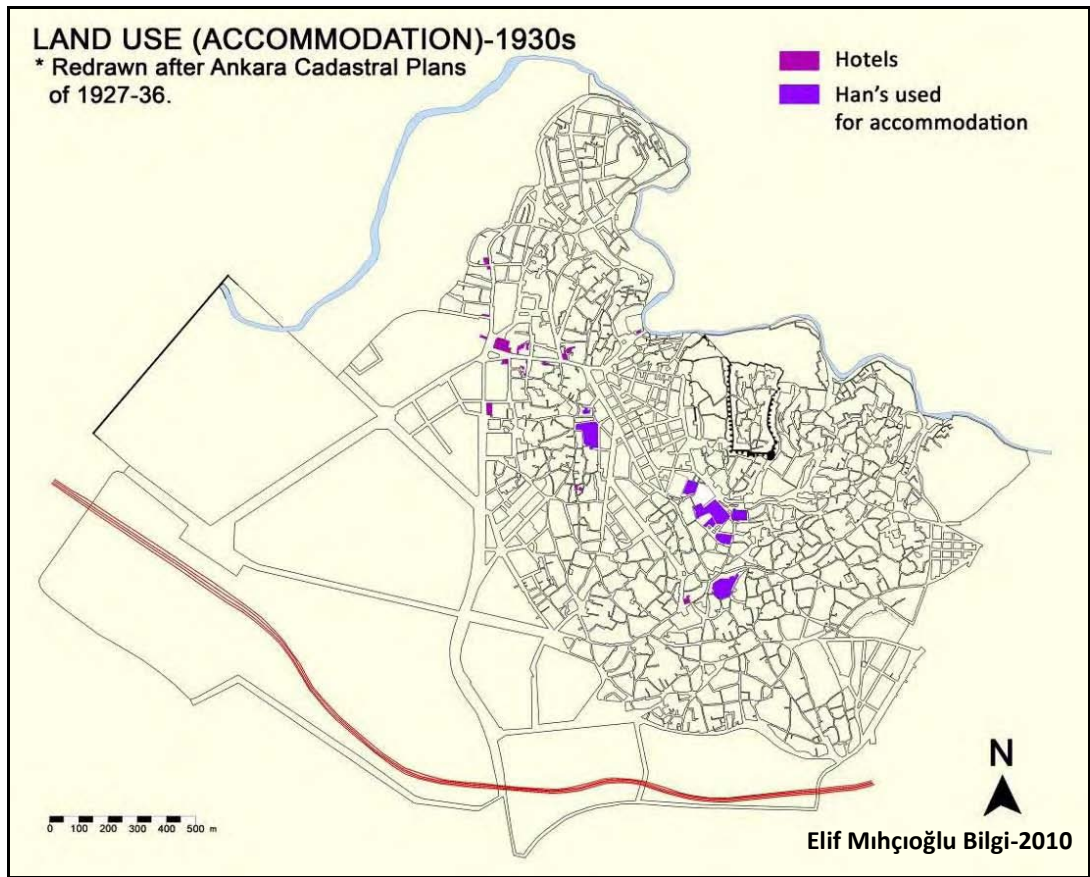 LAND USE (ACCOMMODATION)-1930s
* Redrawn after Ankara Cadastral Plans
of 1927-36.
Hotels
Han's used
for accommodation
N
0 100 200 300 400 500 m
Elif Mıhçıoğlu Bilgi-2010